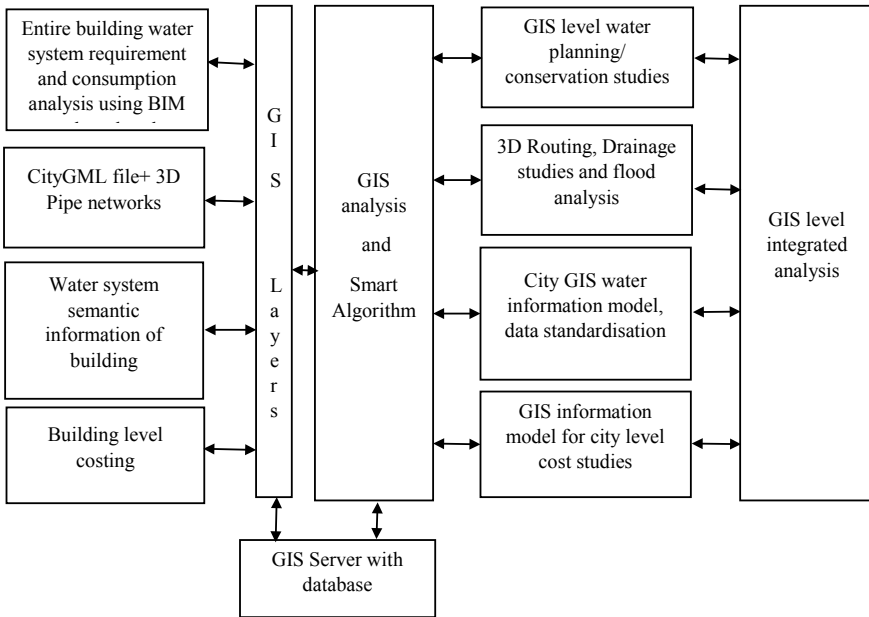 Entire building water
system requirement
and consumption
analysis using BIM
CityGML file+ 3D
Pipe networks
Water system
semantic
information of
building
Building level
costing
GIS Layers
GIS
analysis
and
Smart
Algorithm
GIS level water
planning/
conservation studies
3D Routing, Drainage
studies and flood
analysis
City GIS water
information model,
data standardisation
GIS information
model for city level
cost studies
GIS level
integrated
analysis
GIS Server with
database